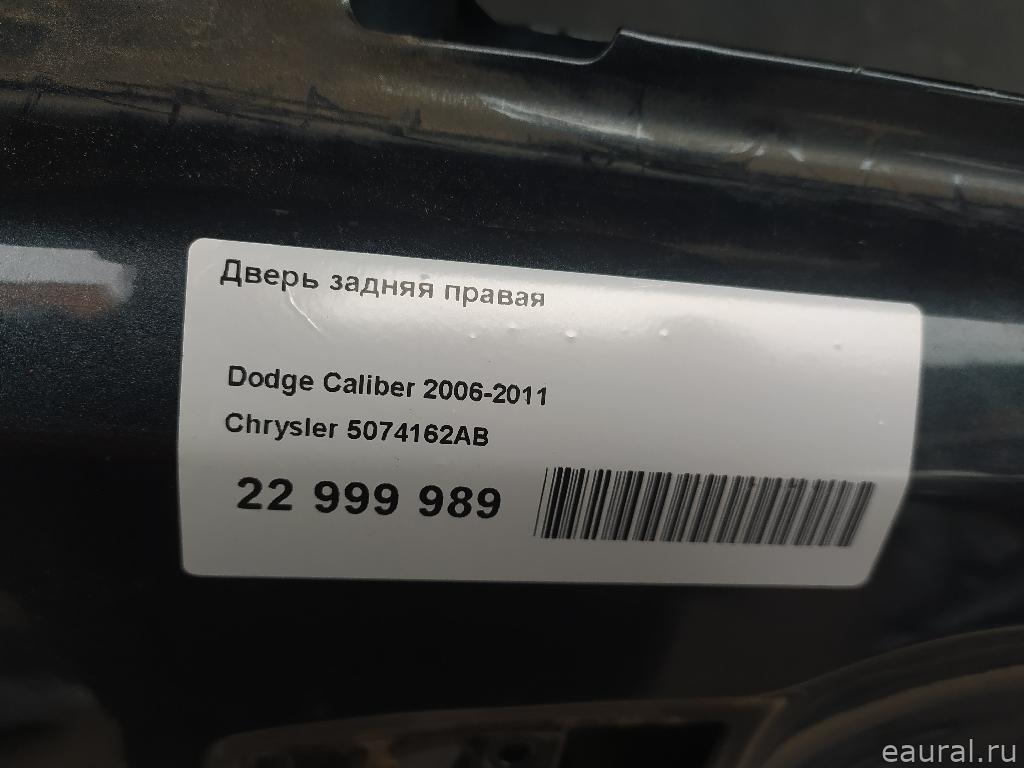 Дверь задняя правая
Dodge Caliber 2006-2011
Chrysler 5074162AB
22 999 989
eaural.ru